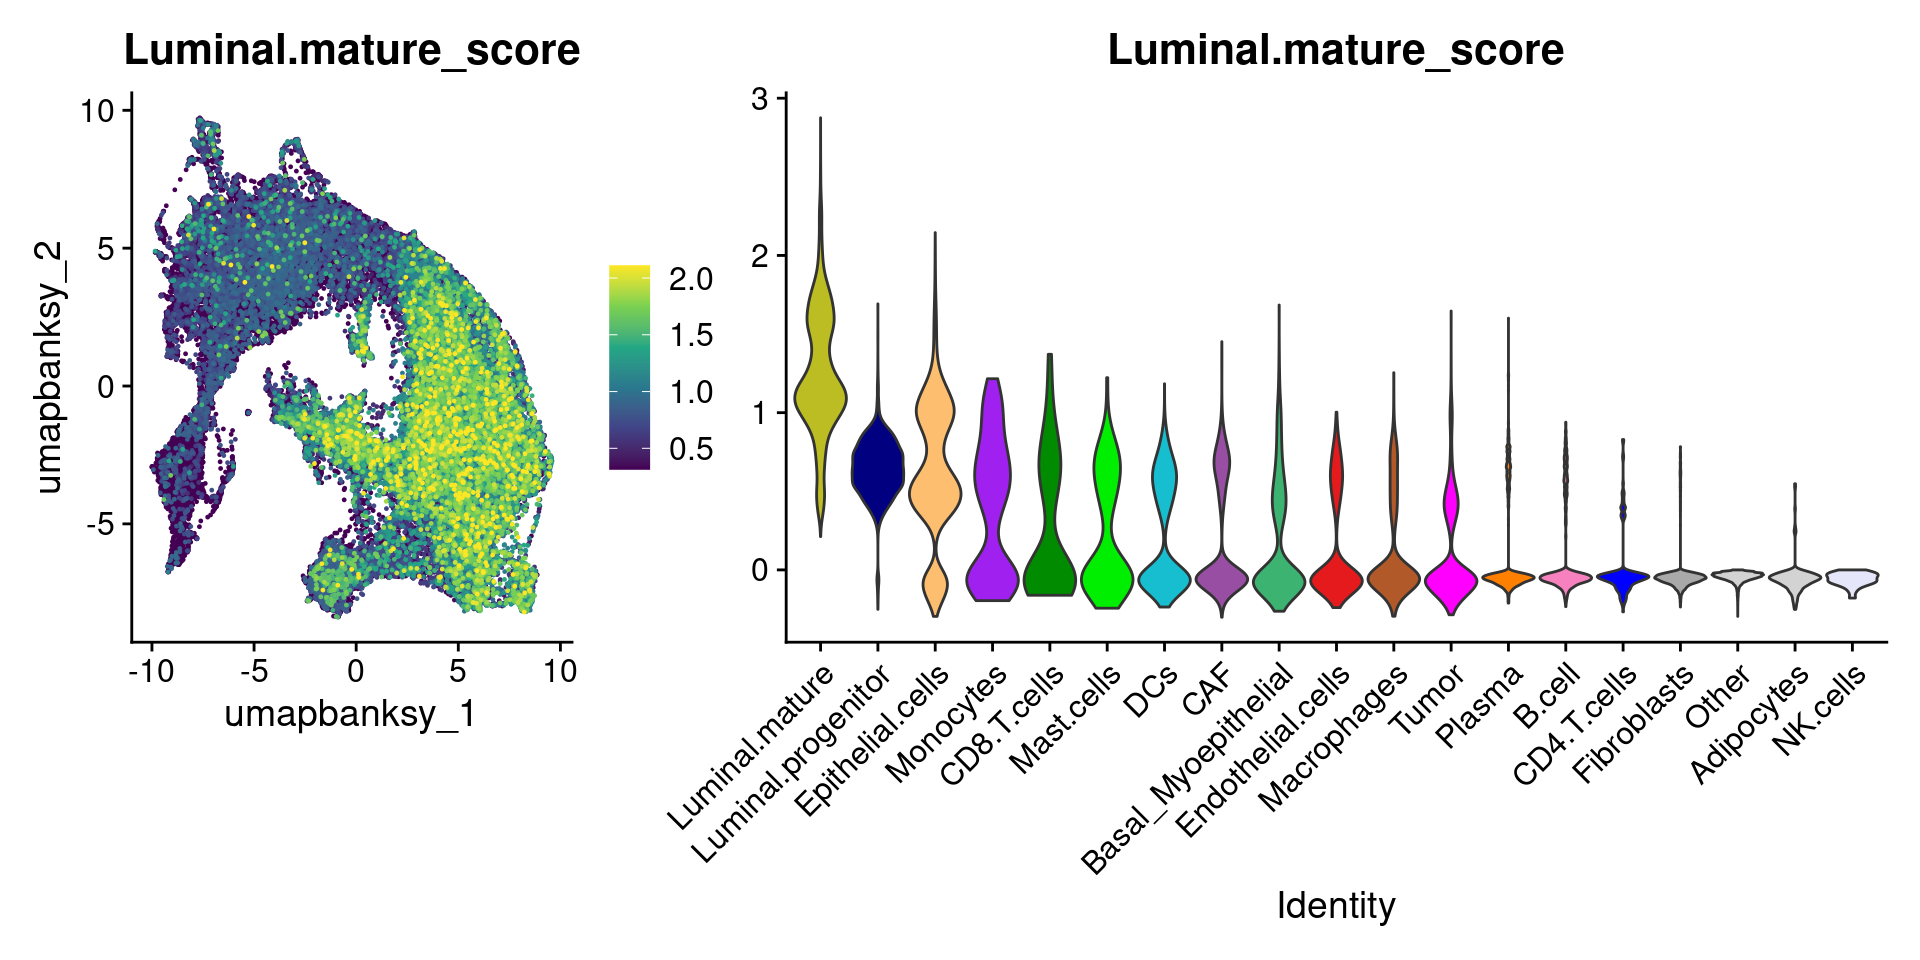 Luminal.mature_score
10
5
0
-5
umapbanksy_2
-10
-5
0
5
10
umapbanksy_1
2.0
1.5
1.0
0.5
Luminal.mature_score
3
2
1
0
Luminal.mature
Luminal.progenitor
Epithelial.cells
Monocytes
CD8.T.cells
Mast.cells
DCs
CAF
Basal_Myoepithelial
Endothelial.cells
Macrophages
Tumor
Plasma
B.cell
CD4.T.cells
Fibroblasts
Other
Adipocytes
NK.cells
Identity